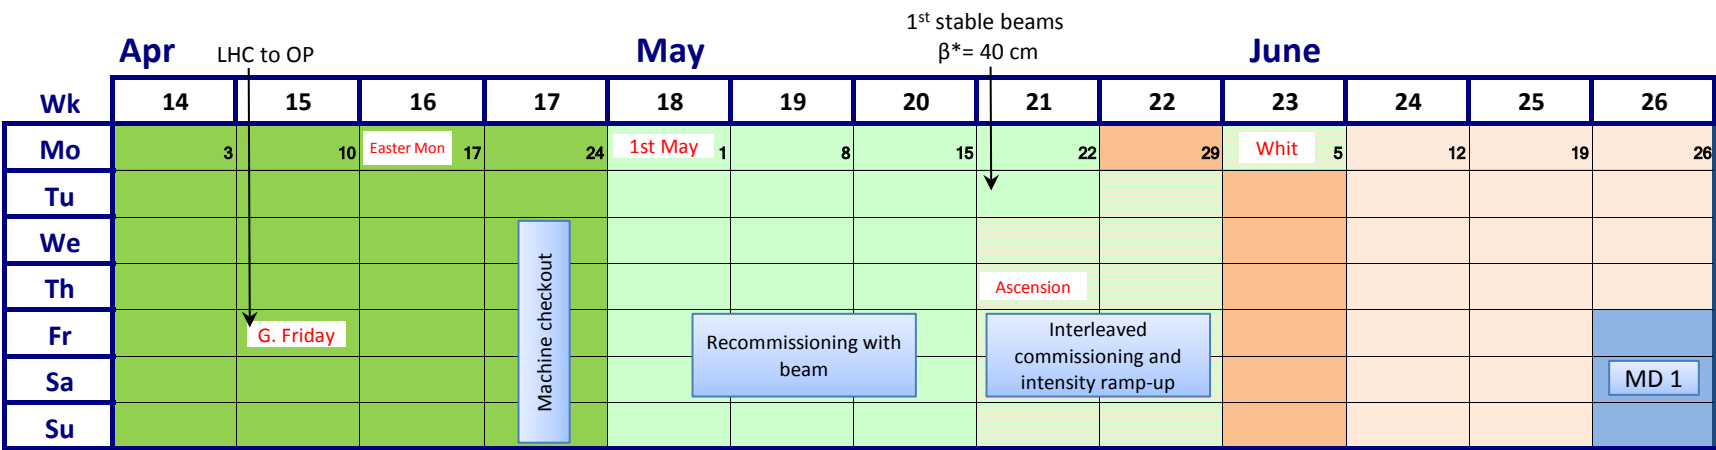 1st stable beams
Apr LHC to OP May β*= 40 cm June
Wk 14 15 16 17 18 19 20 21 22 23 24 25 26
Mo 3 10 Easter Mon 17 24 1st May 1 8 15 22 29 Whit 5 12 19 26
Tu
We
Th Ascension
Fr G. Friday
Sa
Su
Machine checkout
Recommissioning with
beam
Interleaved
commissioning and
intensity ramp-up
MD 1